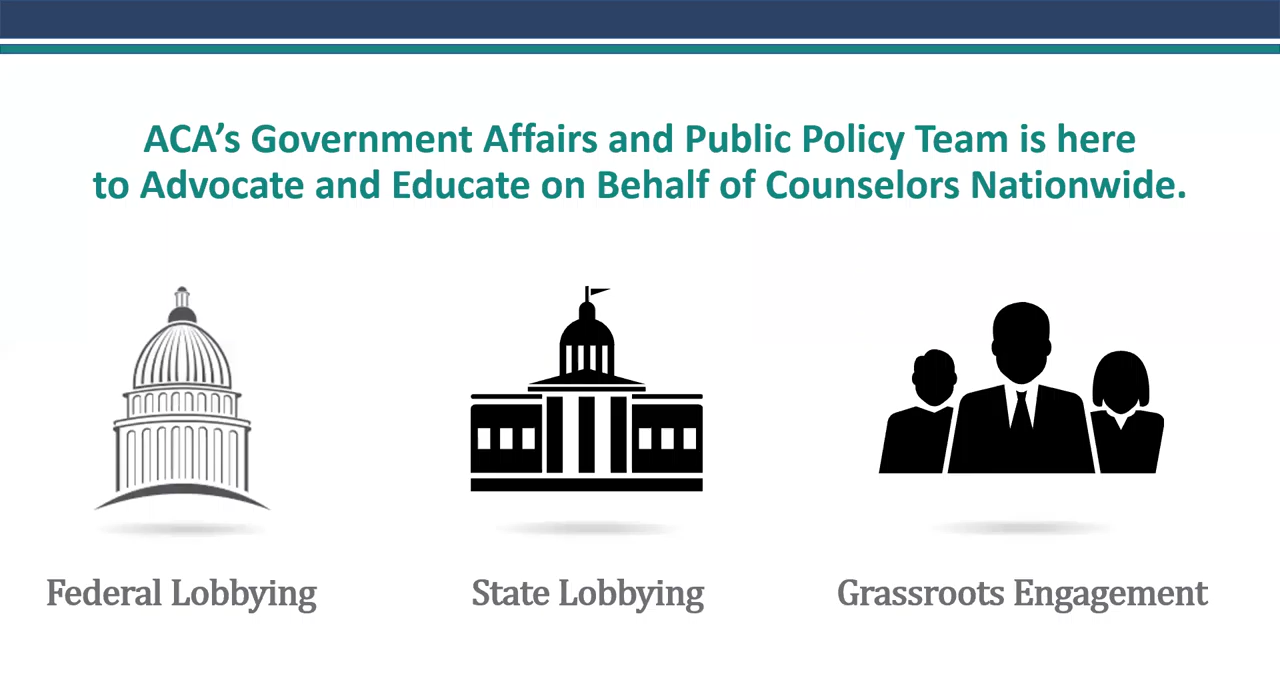 ACA’s Government Affairs and Public Policy Team is here
to Advocate and Educate on Behalf of Counselors Nationwide.
Federal Lobbying
State Lobbying
Grassroots Engagement